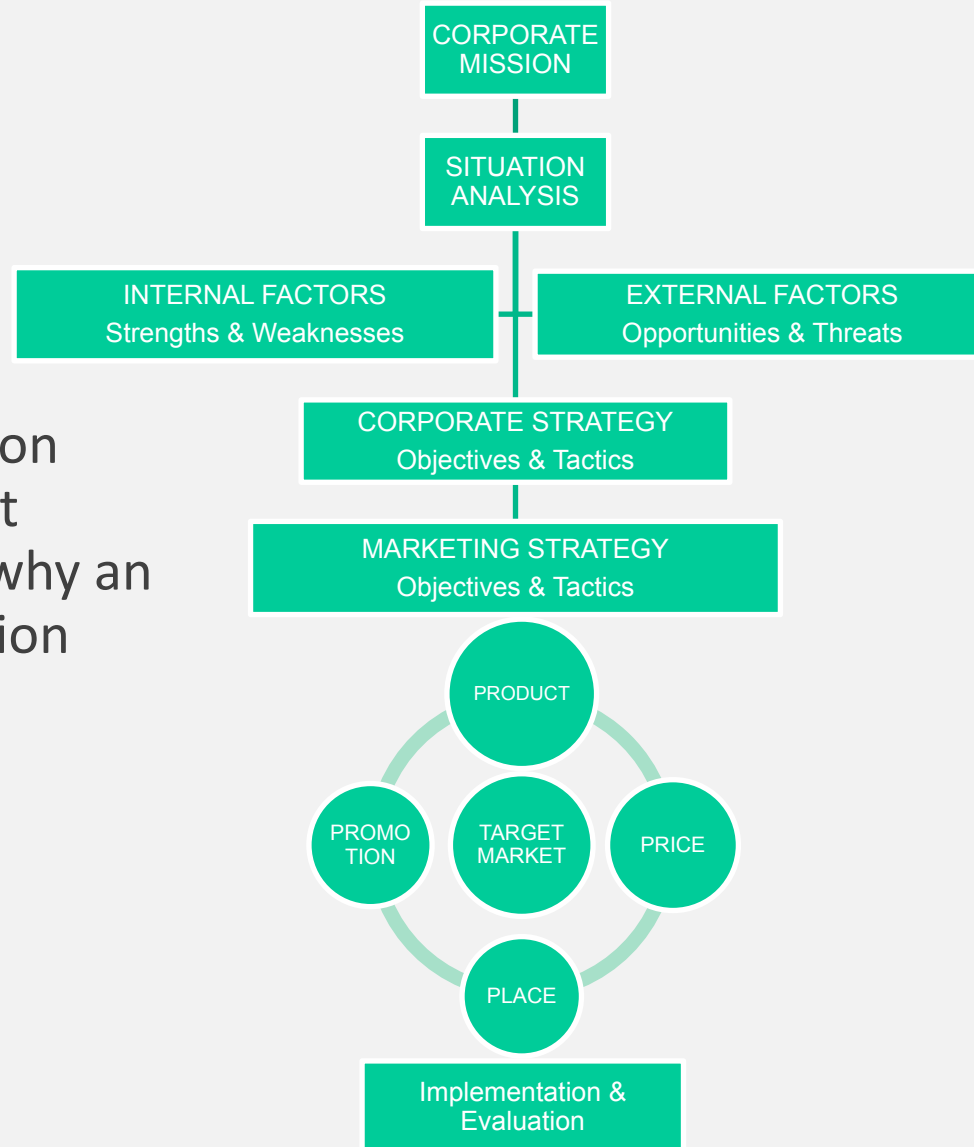 CORPORATE
MISSION
SITUATION
ANALYSIS
INTERNAL FACTORS
Strengths & Weaknesses
EXTERNAL FACTORS
Opportunities & Threats
CORPORATE STRATEGY
Objectives & Tactics
MARKETING STRATEGY
Objectives & Tactics
on
t
why an
ion
PRODUCT
PROMO
TION
TARGET
MARKET
PRICE
PLACE
Implementation &
Evaluation